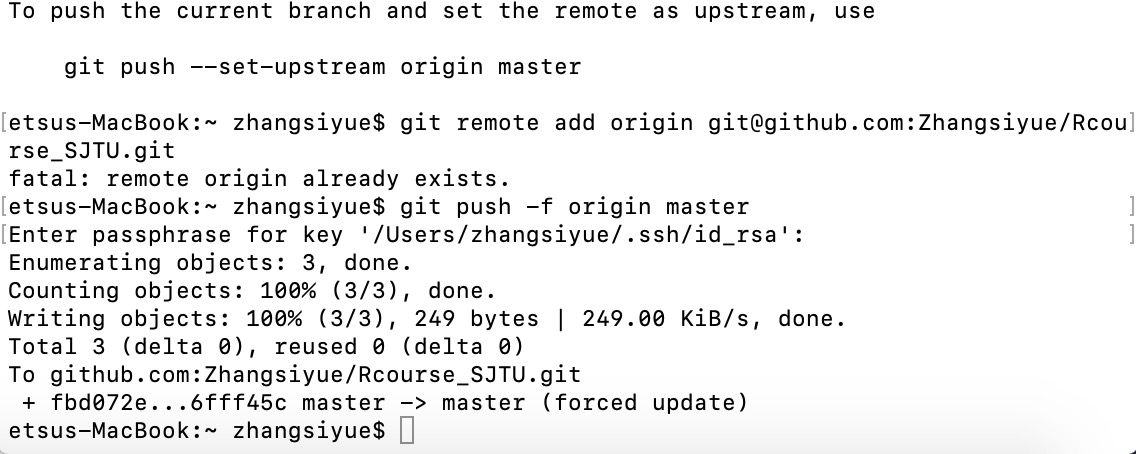 To push the current branch and set the remote as upstream, use
git push --set-upstream origin master
[etsus-MacBook:~ zhangsiyue$ git remote add origin git@github.com:Zhangsiyue/Rcou]
rse_SJTU.git
fatal: remote origin already exists.
[etsus-MacBook:~ zhangsiyue$ git push -f origin master ]
[Enter passphrase for key '/Users/zhangsiyue/.ssh/id_rsa': ]
Enumerating objects: 3, done.
Counting objects: 100% (3/3), done.
Writing objects: 100% (3/3), 249 bytes | 249.00 KiB/s, done.
Total 3 (delta 0), reused 0 (delta 0)
To github.com:Zhangsiyue/Rcourse_SJTU.git
+ fbd072e...6fff45c master -> master (forced update)
etsus-MacBook:~ zhangsiyue$